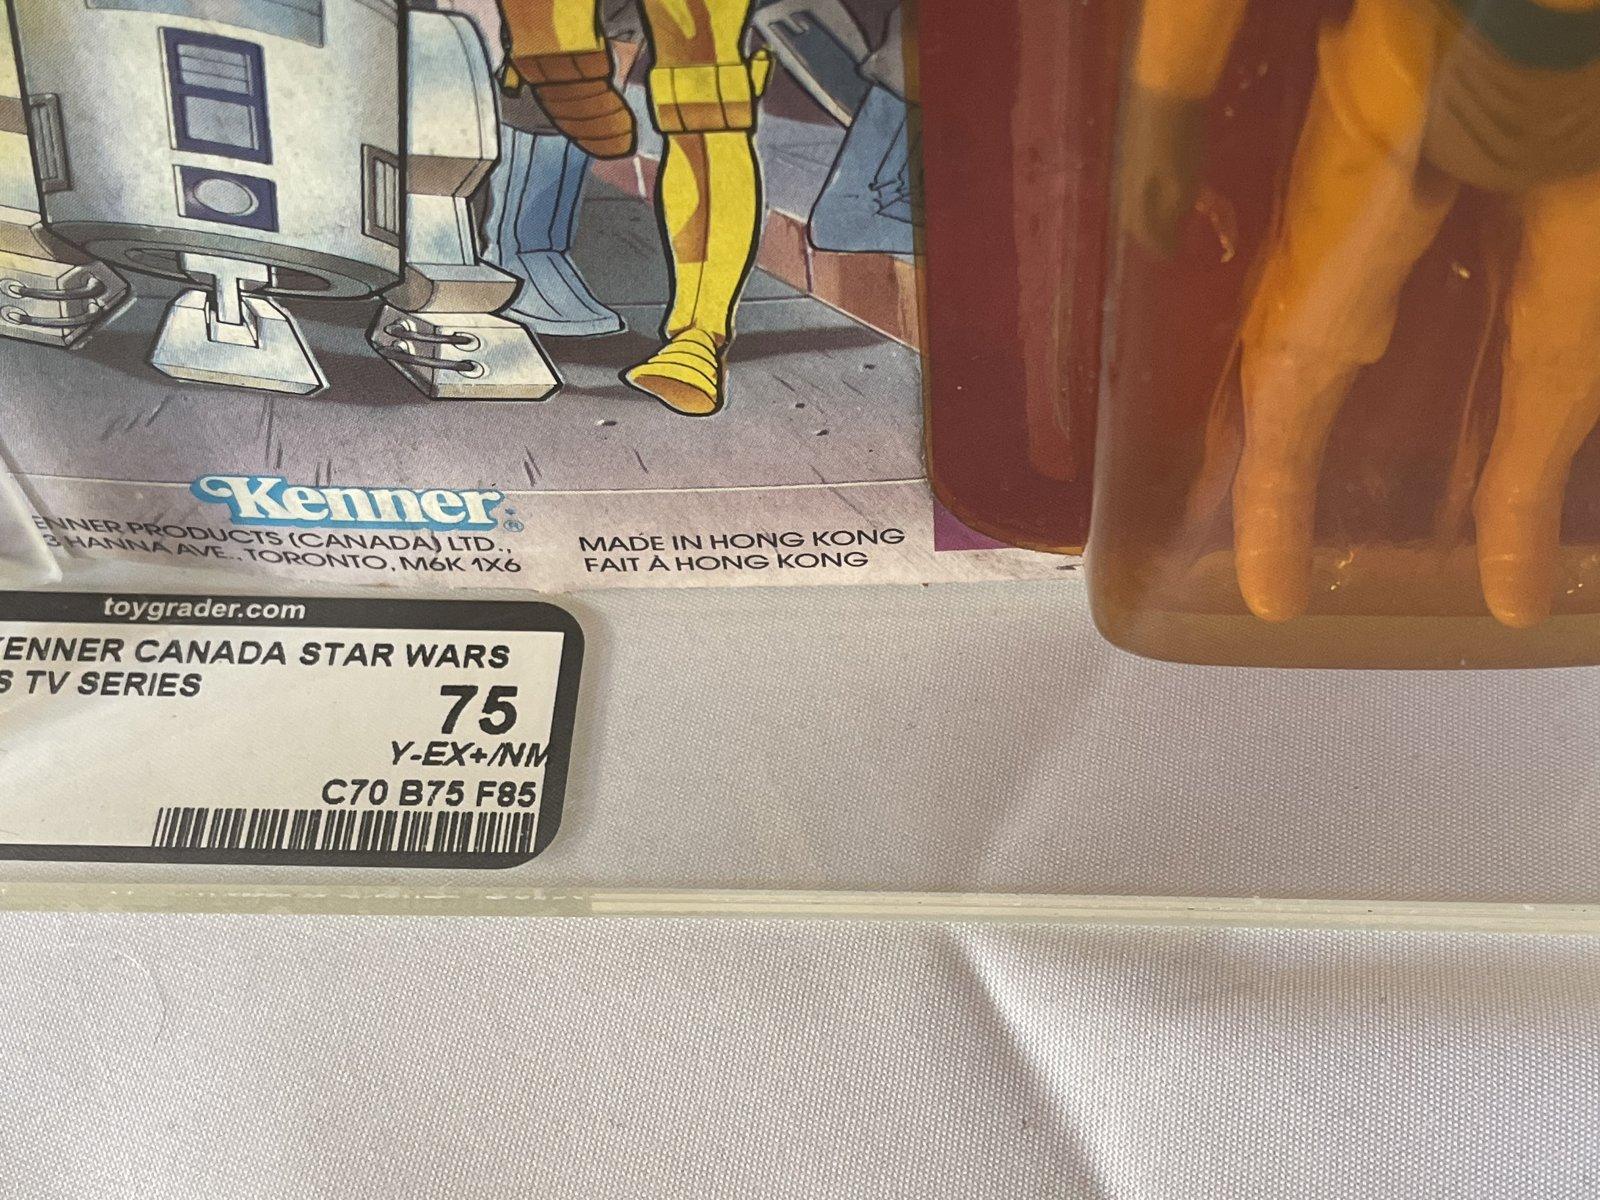 Kenner®
ENNER PRODUCTS (CANADA) LTD.,
3 HANNA AVE., TORONTO, M6K 1X6
MADE IN HONG KONG
FAIT À HONG KONG
toygrader.com
KENNER CANADA STAR WARS
S TV SERIES
75
Y-EX+/NM
C70 B75 F85